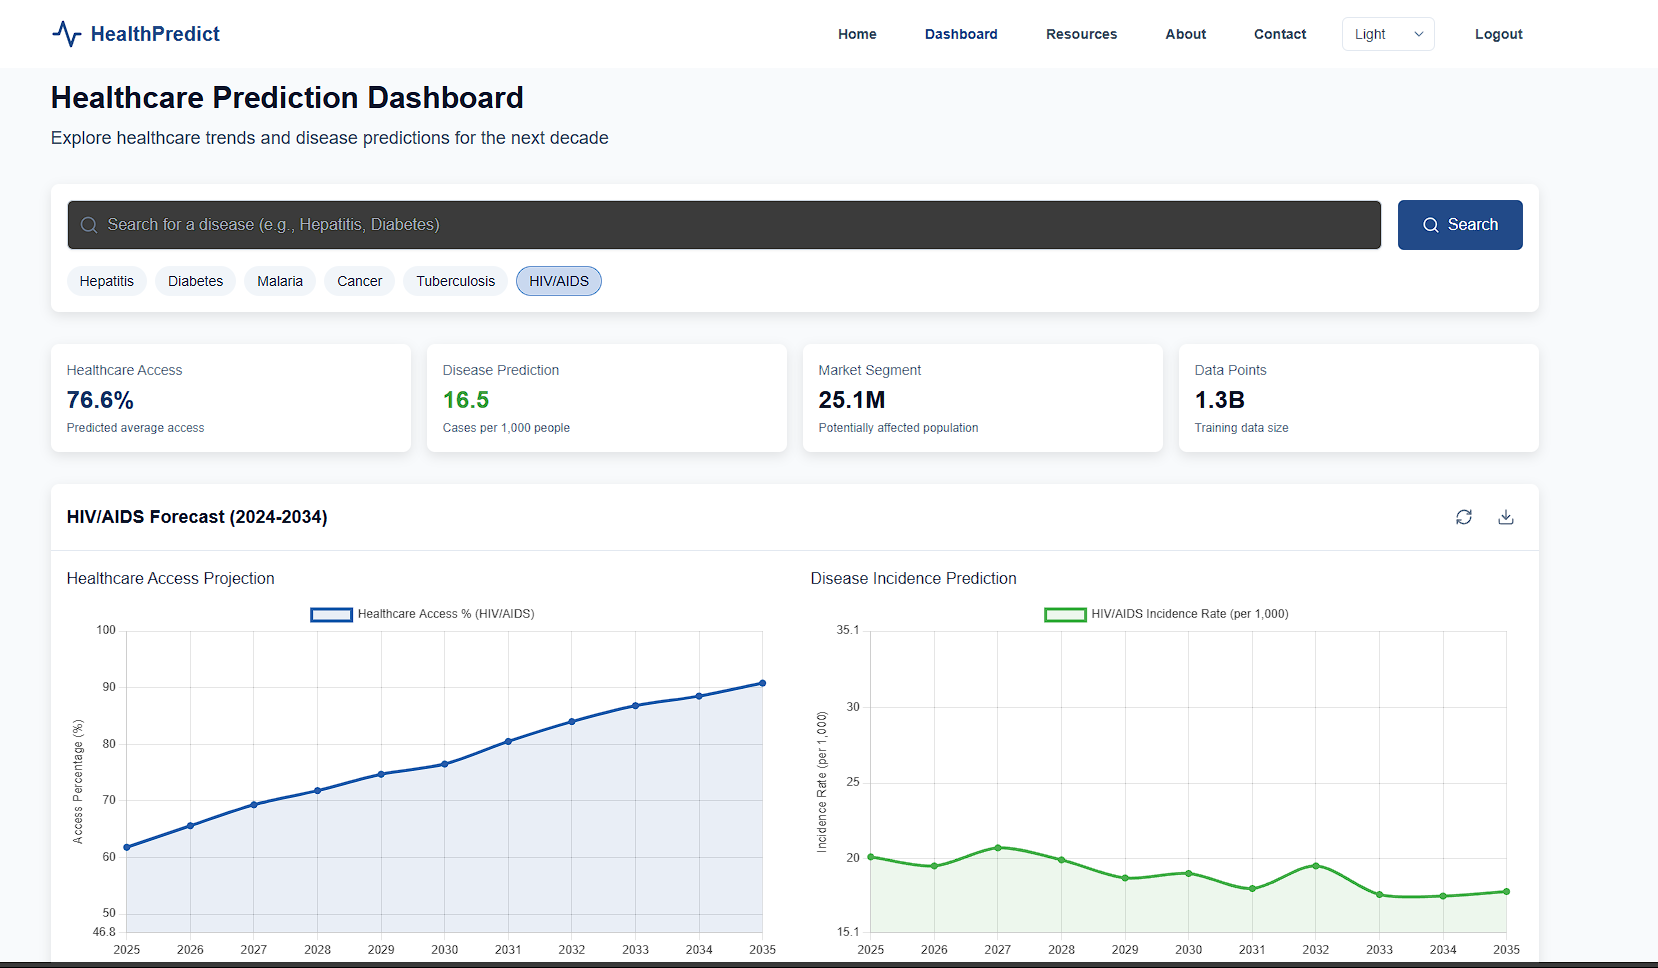 HealthPredict
Home Dashboard Resources About Contact Light Logout
Healthcare Prediction Dashboard
Explore healthcare trends and disease predictions for the next decade
Search for a disease (e.g., Hepatitis, Diabetes)
Search
Hepatitis Diabetes Malaria Cancer Tuberculosis HIV/AIDS
Healthcare Access
76.6%
Predicted average access
Disease Prediction
16.5
Cases per 1,000 people
Market Segment
25.1M
Potentially affected population
Data Points
1.3B
Training data size
HIV/AIDS Forecast (2024-2034)
Healthcare Access Projection
Healthcare Access % (HIV/AIDS)
Access Percentage (%)
100
90
80
70
60
50
46.8
2025 2026 2027 2028 2029 2030 2031 2032 2033 2034 2035
Disease Incidence Prediction
HIV/AIDS Incidence Rate (per 1,000)
Incidence Rate (per 1,000)
35.1
30
25
20
15.1
2025 2026 2027 2028 2029 2030 2031 2032 2033 2034 2035